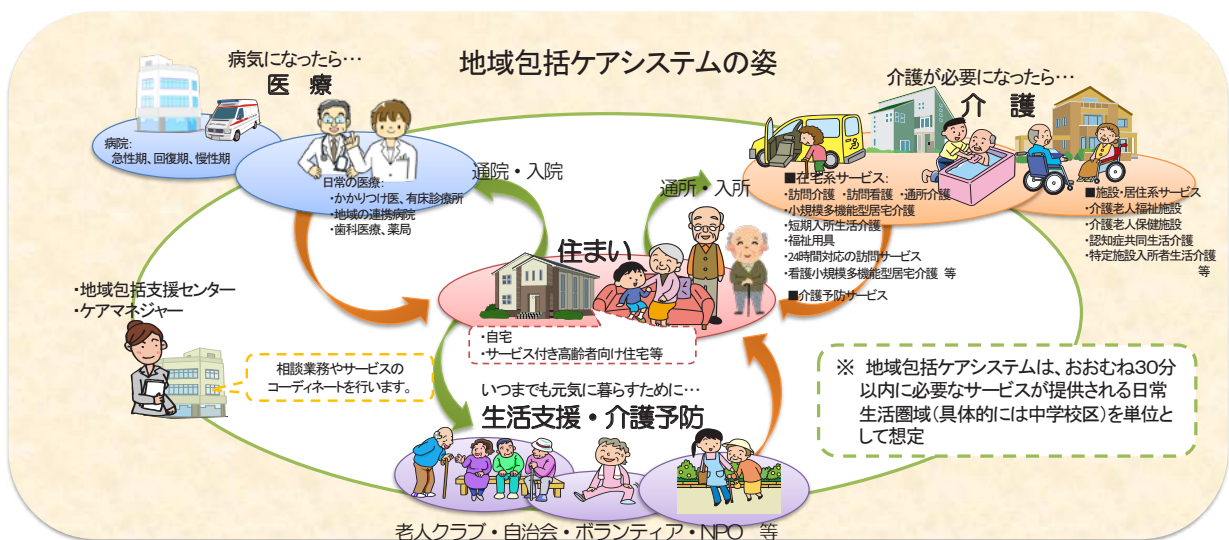 地域包括ケアシステムの姿
病気になったら…
医 療
病院:
急性期、回復期、慢性期
日常の医療:
・かかりつけ医、有床診療所
・地域の連携病院
・歯科医療、薬局
通院・入院
通所・入所
介護が必要になったら…
介 護
■在宅系サービス:
・訪問介護 ・訪問看護 ・通所介護
・小規模多機能型居宅介護
・短期入所生活介護
・福祉用具
・24時間対応の訪問サービス
・看護小規模多機能型居宅介護 等
■介護予防サービス
■施設・居住系サービス
・介護老人福祉施設
・介護老人保健施設
・認知症共同生活介護
・特定施設入所者生活介護
等
住まい
・自宅
・サービス付き高齢者向け住宅等
・地域包括支援センター
・ケアマネジャー
相談業務やサービスの
コーディネートを行います。
いつまでも元気に暮らすために…
生活支援・介護予防
老人クラブ・自治会・ボランティア・NPO 等
※ 地域包括ケアシステムは、おおむね30分
以内に必要なサービスが提供される日常
生活圏域(具体的には中学校区)を単位と
して想定